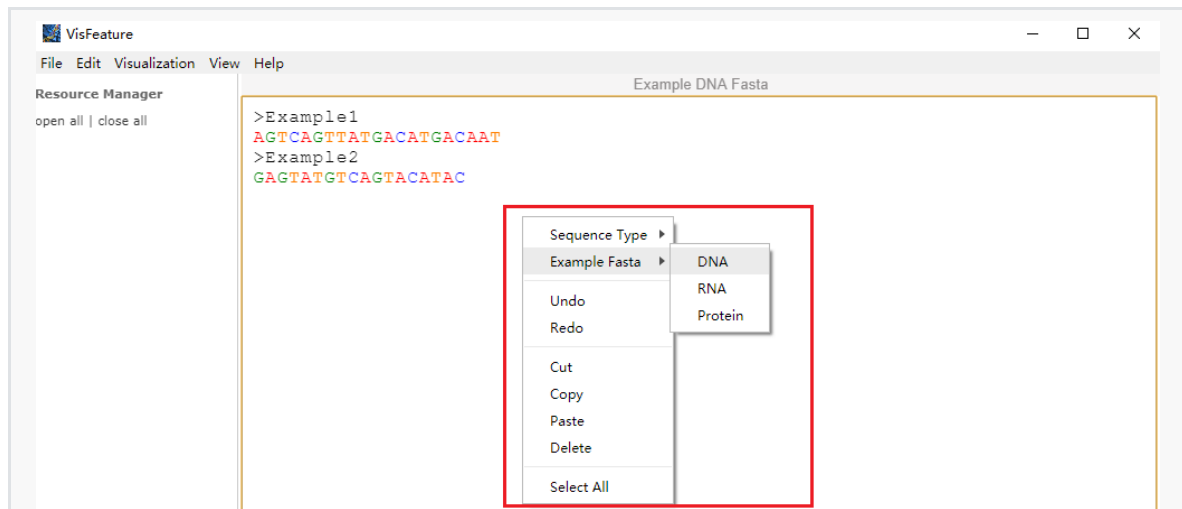 VisFeature
File Edit Visualization View Help
Resource Manager
open all | close all
Example DNA Fasta
>Example1
AGTCAGTTATGACATGACAAT
>Example2
GAGTATGTCAGTACATAC
Sequence Type
Example Fasta
DNA
RNA
Protein
Undo
Redo
Cut
Copy
Paste
Delete
Select All